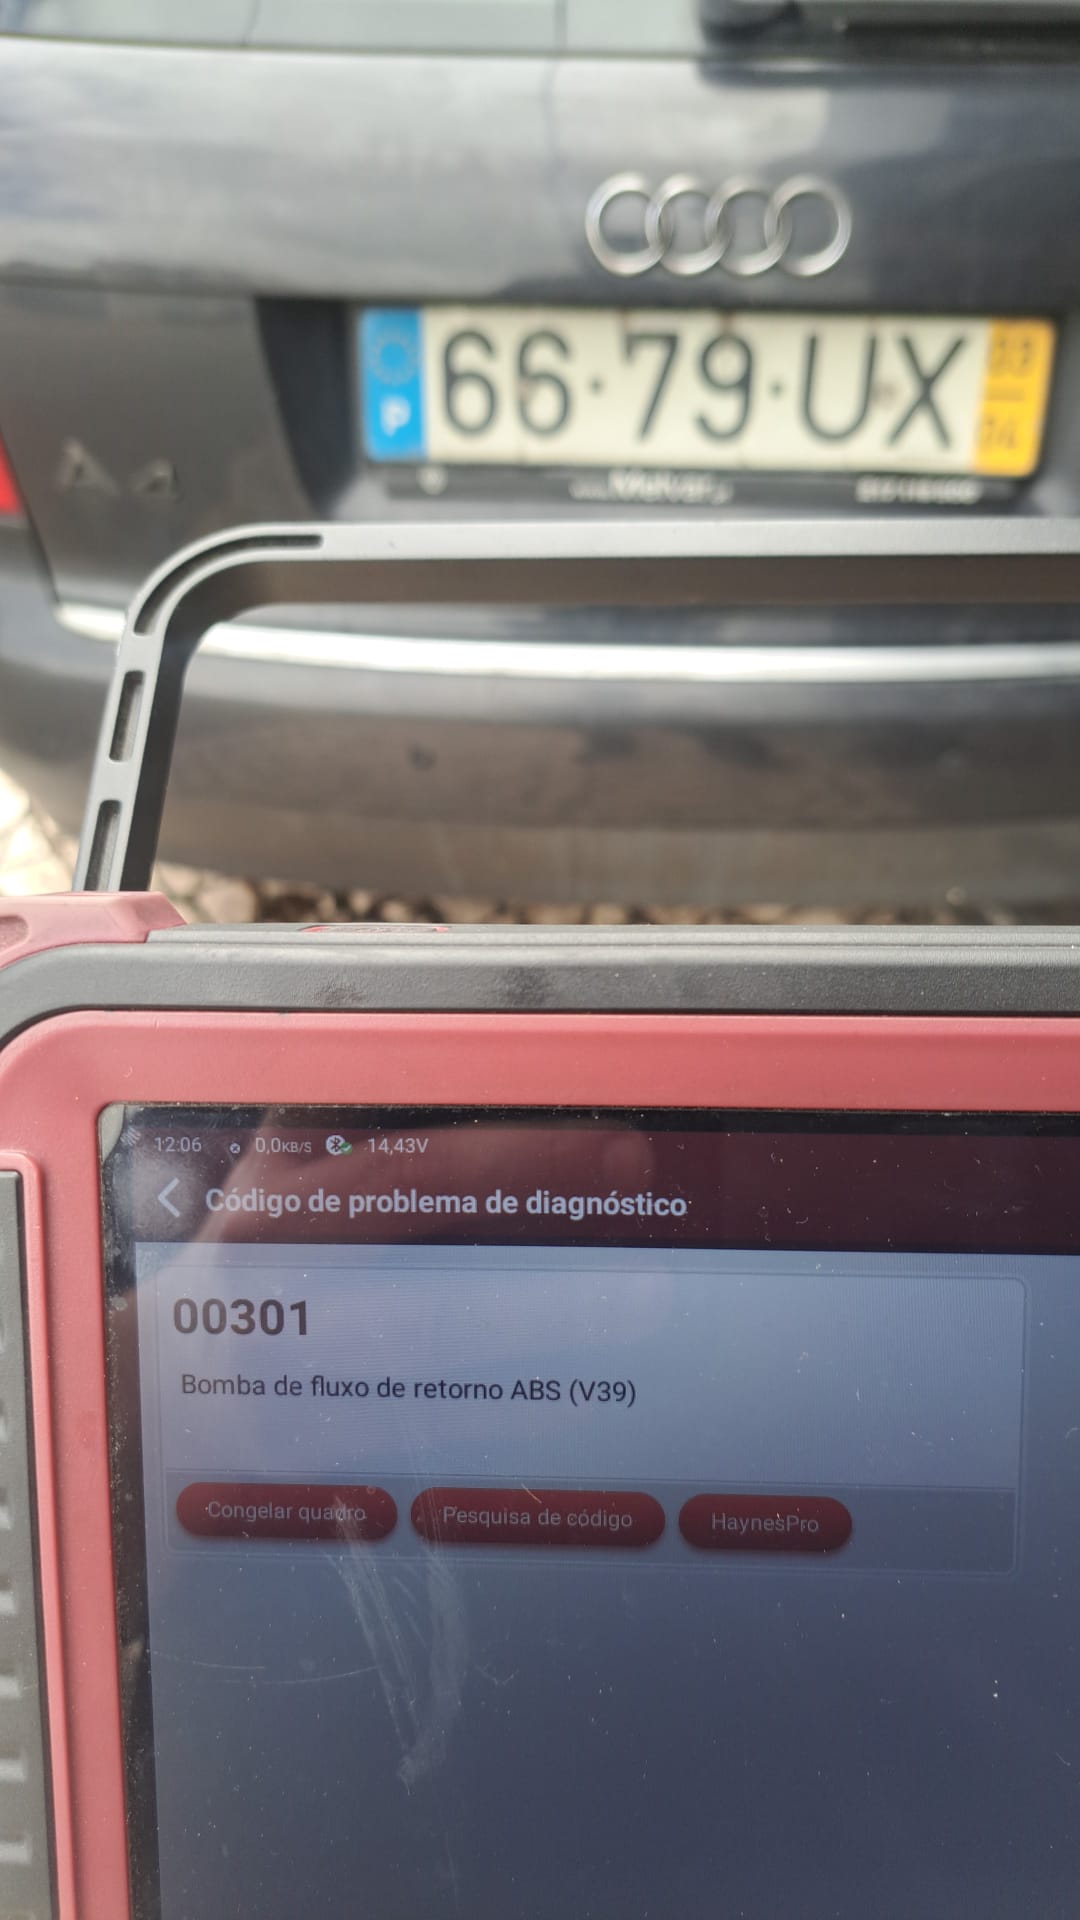 66·79·UX
03
04
P
A4
12:06 0,0KB/S 14,43V
Código de problema de diagnóstico
00301
Bomba de fluxo de retorno ABS (V39)
Congelar quadro Pesquisa de código HaynesPro